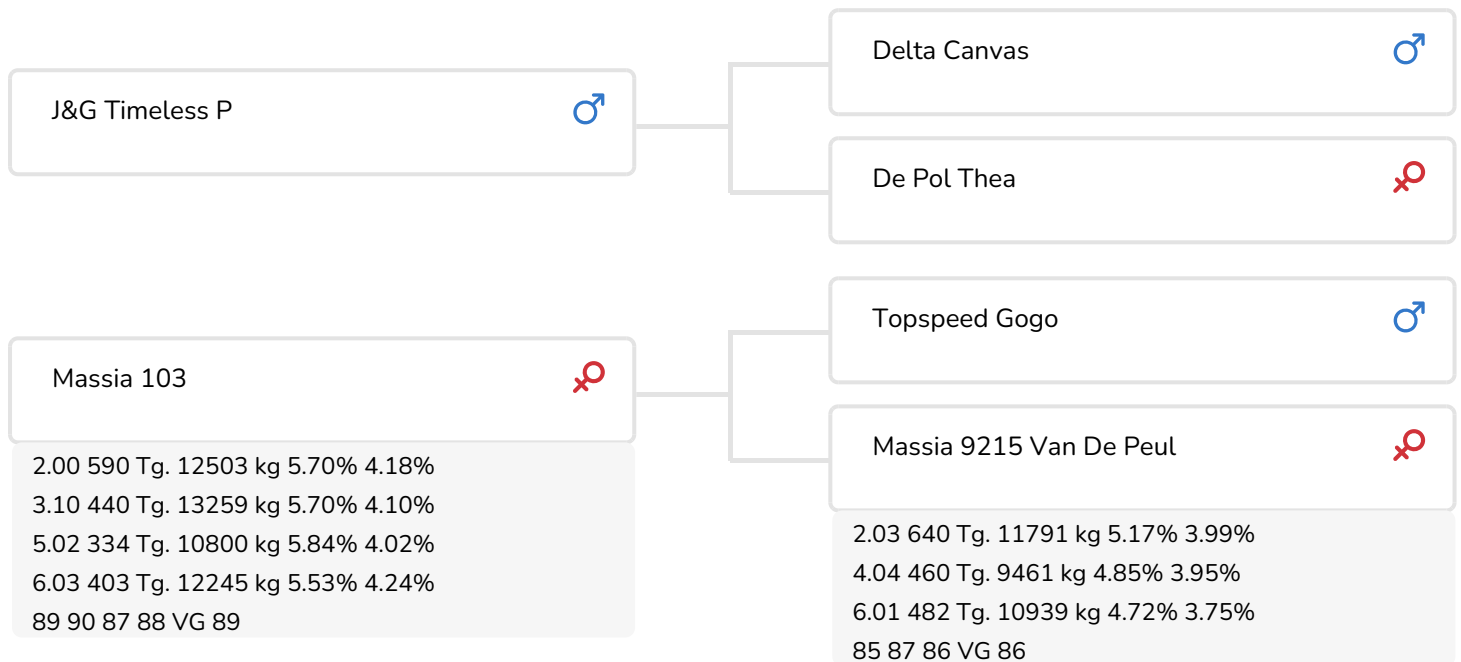 J&G Timeless P
Delta Canvas
De Pol Thea
Massia 103
2.00 590 Tg. 12503 kg 5.70% 4.18%
3.10 440 Tg. 13259 kg 5.70% 4.10%
5.02 334 Tg. 10800 kg 5.84% 4.02%
6.03 403 Tg. 12245 kg 5.53% 4.24%
89 90 87 88 VG 89
Topspeed Gogo
Massia 9215 Van De Peul
2.03 640 Tg. 11791 kg 5.17% 3.99%
4.04 460 Tg. 9461 kg 4.85% 3.95%
6.01 482 Tg. 10939 kg 4.72% 3.75%
85 87 86 VG 86